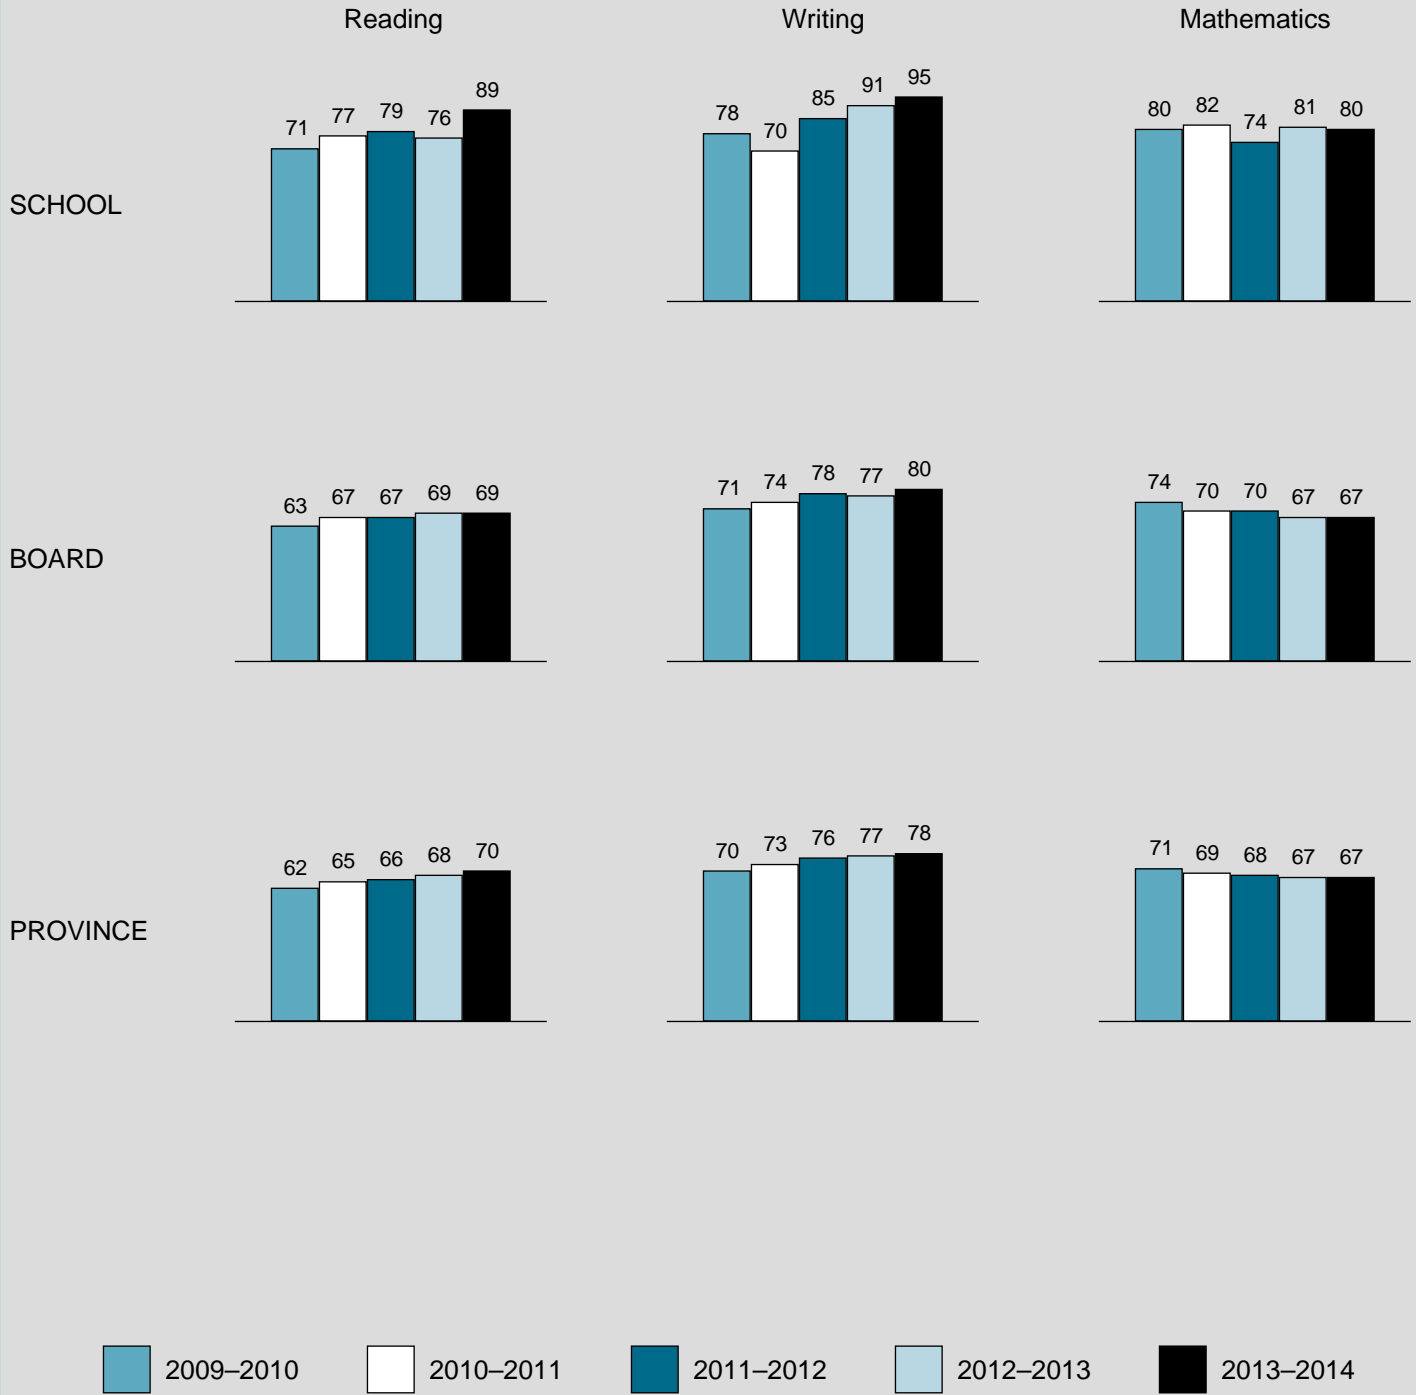 Reading Writing Mathematics
71 77 79 76 89
78 70 85 91 95
80 82 74 81 80
SCHOOL
63 67 67 69 69
71 74 78 77 80
74 70 70 67 67
BOARD
62 65 66 68 70
70 73 76 77 78
71 69 68 67 67
PROVINCE
2009–2010 2010–2011 2011–2012 2012–2013 2013–2014